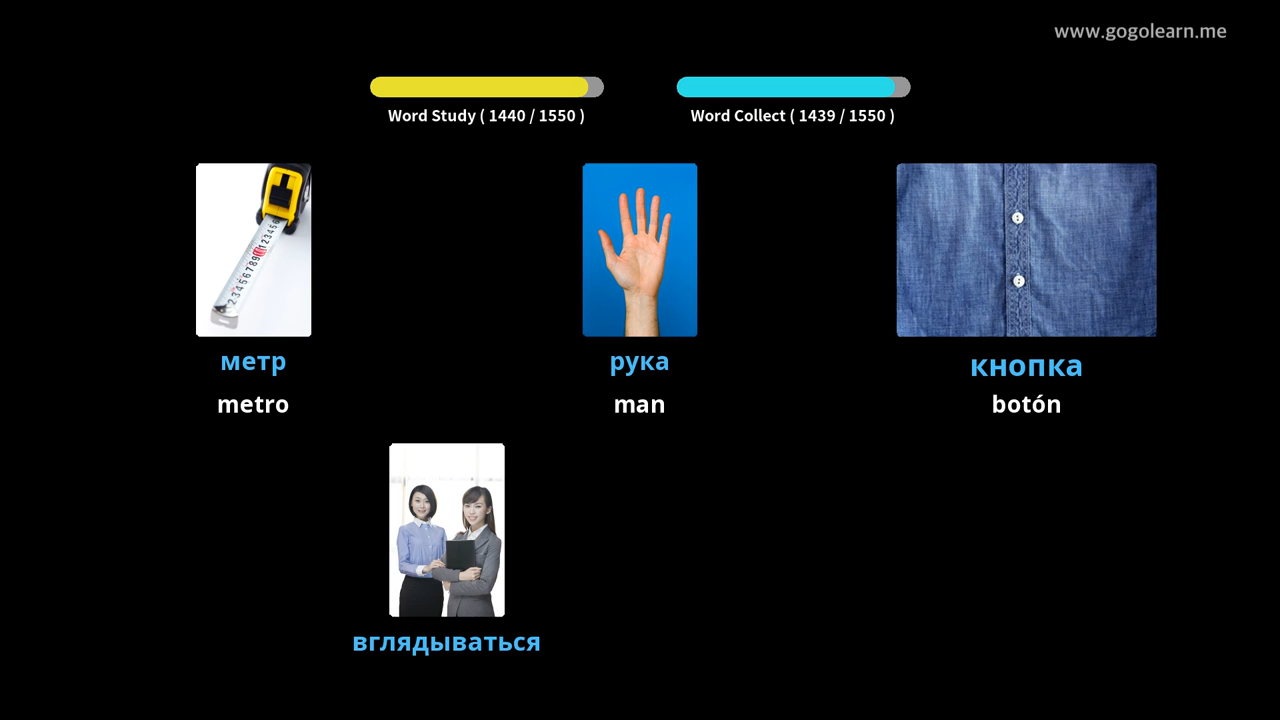 www.gogolearn.me
Word Study ( 1440 / 1550 )
Word Collect ( 1439 / 1550 )
метр
рука
кнопка
metro
man
botón
вглядываться